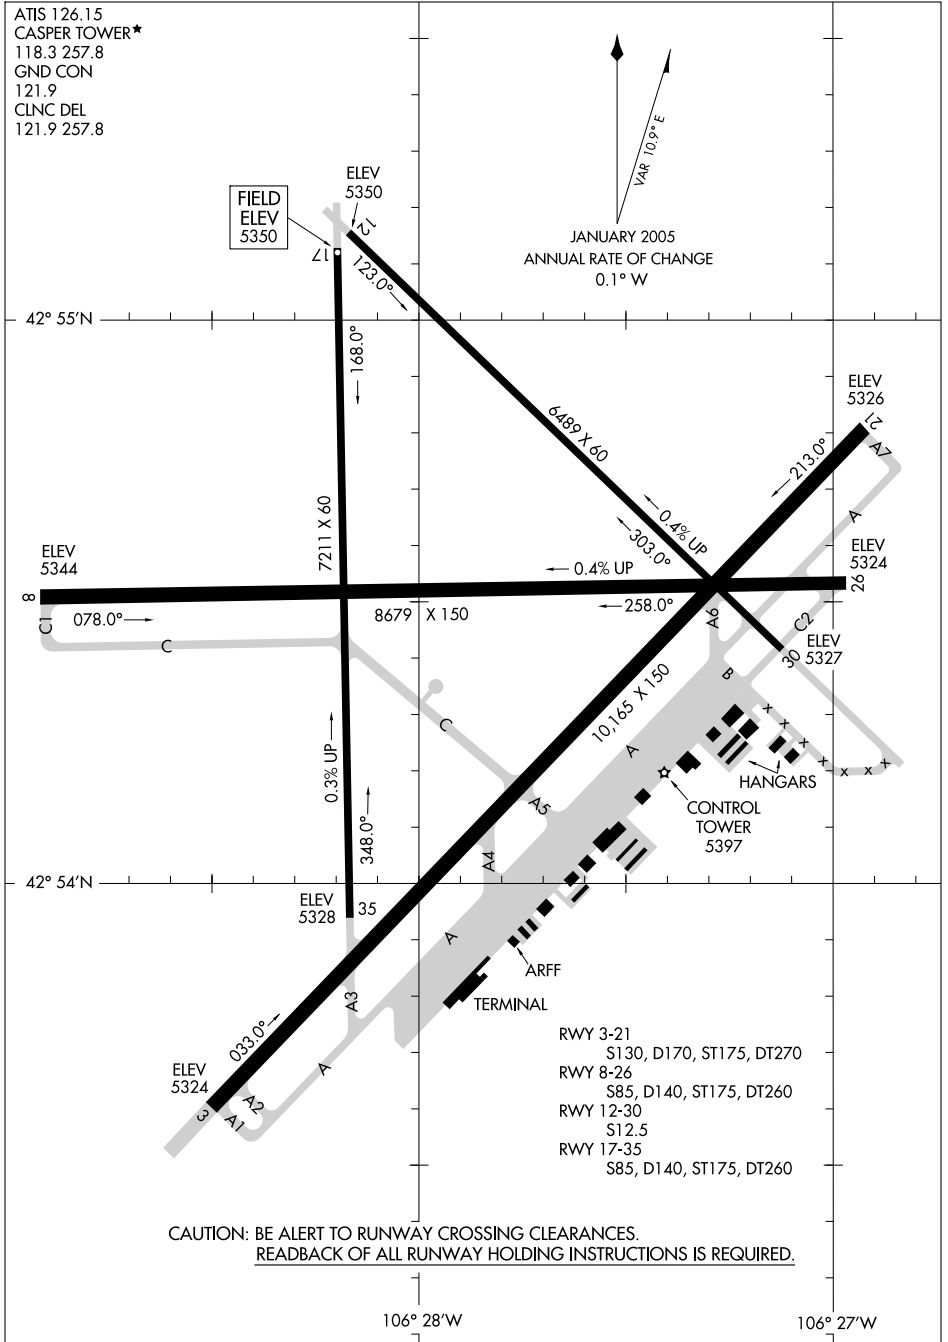 ATIS 126.15
CASPER TOWER★
118.3 257.8
GND CON
121.9
CLNC DEL
121.9 257.8
VAR 10.9° E
JANUARY 2005
ANNUAL RATE OF CHANGE
0.1° W
FIELD
ELEV
5350
ELEV
5350
12
17
123.0°
42° 55'N
168.0°
ELEV
5326
21
A7
213.0°
6489 X 60
7211 X 60
A
0.4% UP
303.0°
ELEV
5344
ELEV
5324
8
0.4% UP
26
C1
078.0°
8679 X 150
258.0°
A6
C2
C
30
ELEV
5327
B
10,165 X 150
C
A
x x x x x x x
HANGARS
0.3% UP
348.0°
A5
CONTROL
TOWER
5397
A4
42° 54'N
ELEV
5328
35
A
ARFF
A3
TERMINAL
033.0°
A
ELEV
5324
3
A2
A1
RWY 3-21
S130, D170, ST175, DT270
RWY 8-26
S85, D140, ST175, DT260
RWY 12-30
S12.5
RWY 17-35
S85, D140, ST175, DT260
CAUTION: BE ALERT TO RUNWAY CROSSING CLEARANCES.
READBACK OF ALL RUNWAY HOLDING INSTRUCTIONS IS REQUIRED.
106° 28'W
106° 27'W